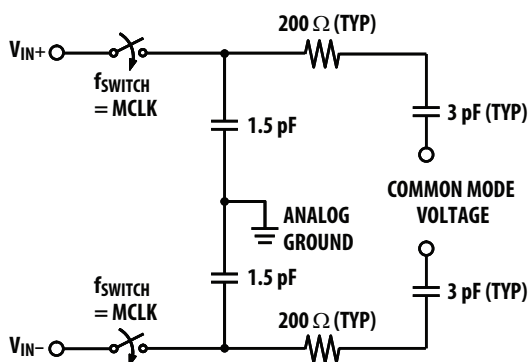 200 Ω (TYP)
VIN+
fSWITCH
= MCLK
1.5 pF
3 pF (TYP)
COMMON MODE
VOLTAGE
ANALOG
GROUND
1.5 pF
fSWITCH
= MCLK
3 pF (TYP)
200 Ω (TYP)
VIN−